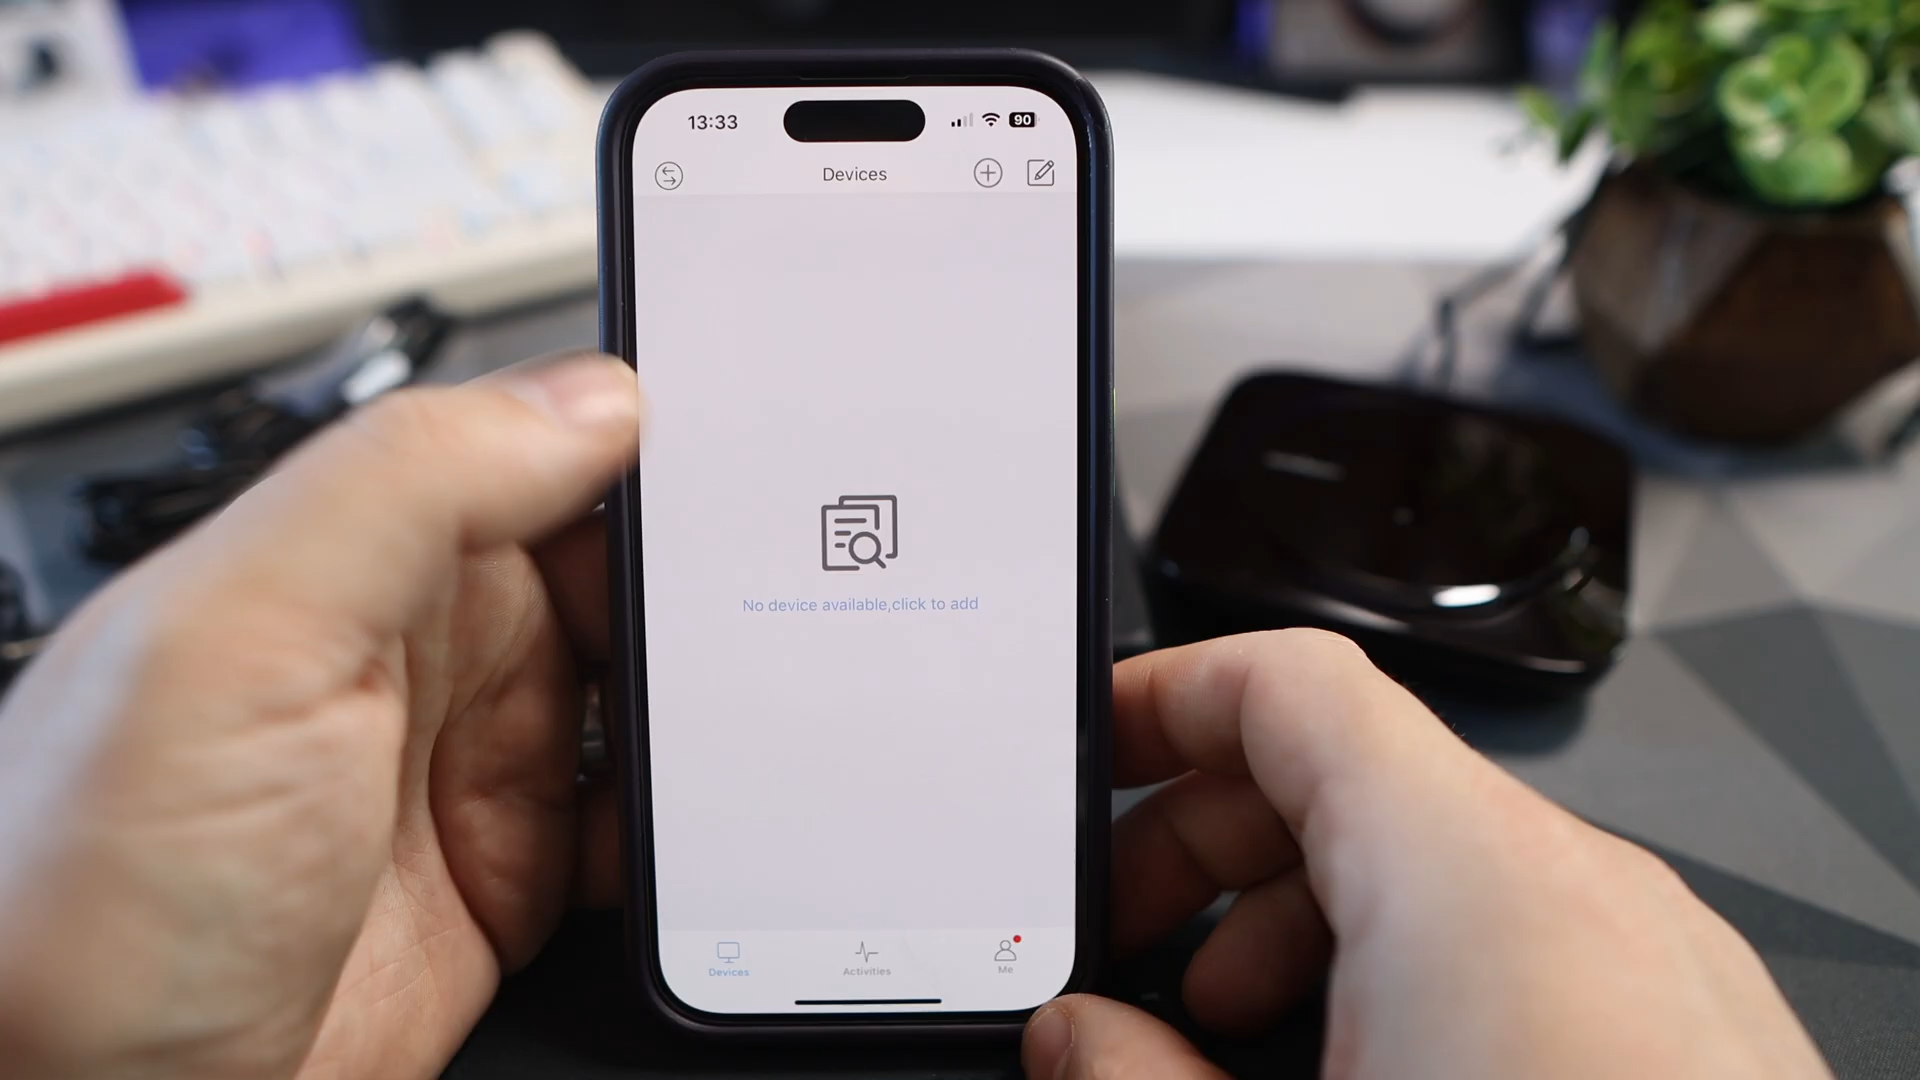 13:33
90
Devices
No device available,click to add
Devices
Activities
Me